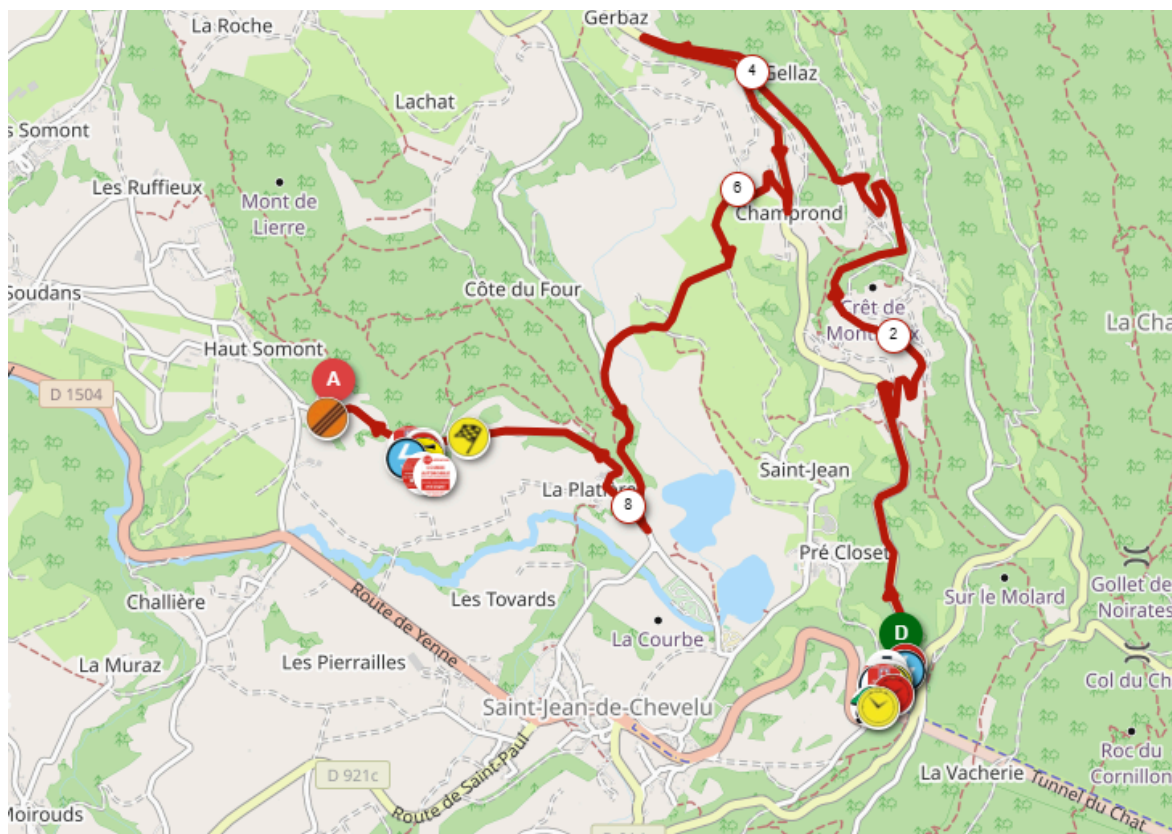 Gerbaz
La Roche
4
Gellaz
Lachat
s Somont
Les Ruffieux
Mont de
Lierre
6
Chambrond
Soudans
Côte du Four
Crêt de
2
La Cha
Haut Somont
A
D 1504
Saint-Jean
La Platière
8
Pré Closet
Gollet de
Noirates
Challière
Les Tovards
Sur le Molard
Route de Yenne
La Courbe
D
La Muraz
Les Pierrailles
Col du Ch
Saint-Jean-de-Chevelu
D 921c
Route de Saint-Paul
La Vacherie
Roc du
Cornillon
Tunnel du Chat
Moirouds